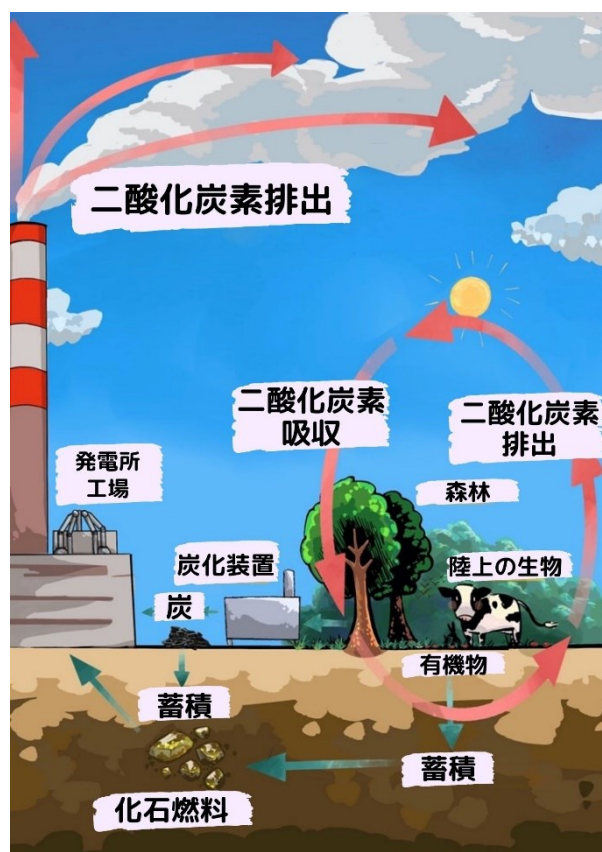 二酸化炭素排出
二酸化炭素
吸収
二酸化炭素
排出
発電所
工場
森林
炭化装置
陸上の生物
炭
有機物
蓄積
蓄積
化石燃料